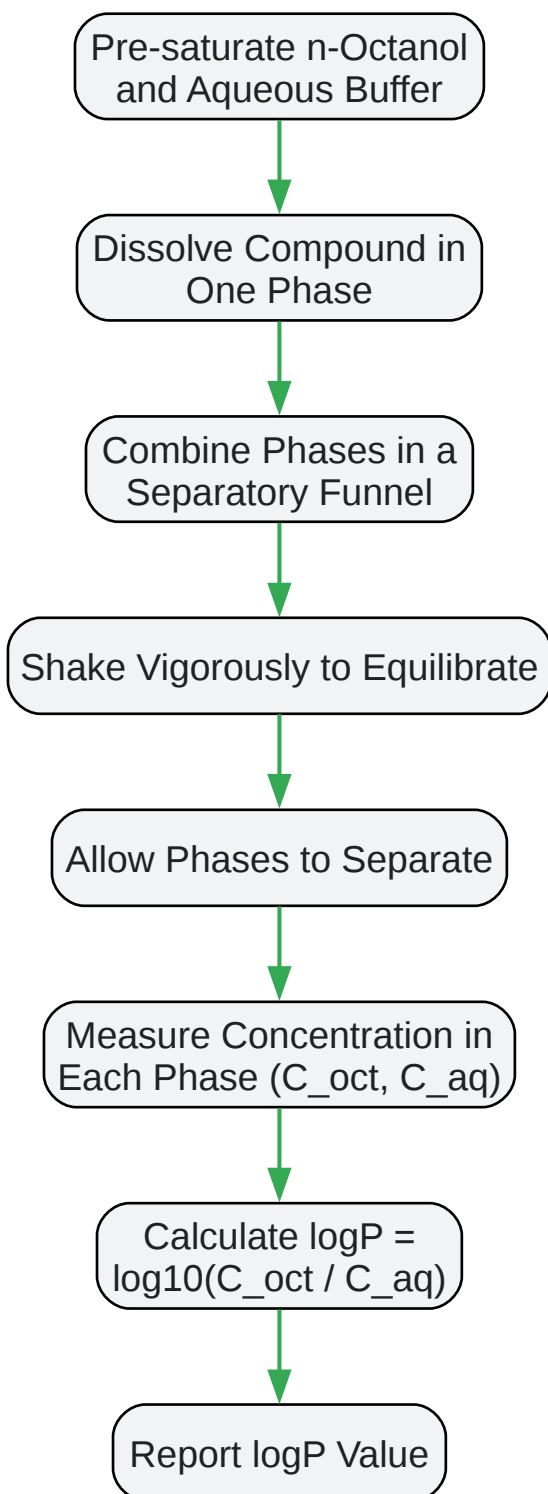 Pre-saturate n-Octanol
and Aqueous Buffer
Dissolve Compound in
One Phase
Combine Phases in a
Separatory Funnel
Shake Vigorously to Equilibrate
Allow Phases to Separate
Measure Concentration in
Each Phase (C_oct, C_aq)
Calculate logP =
log10(C_oct / C_aq)
Report logP Value